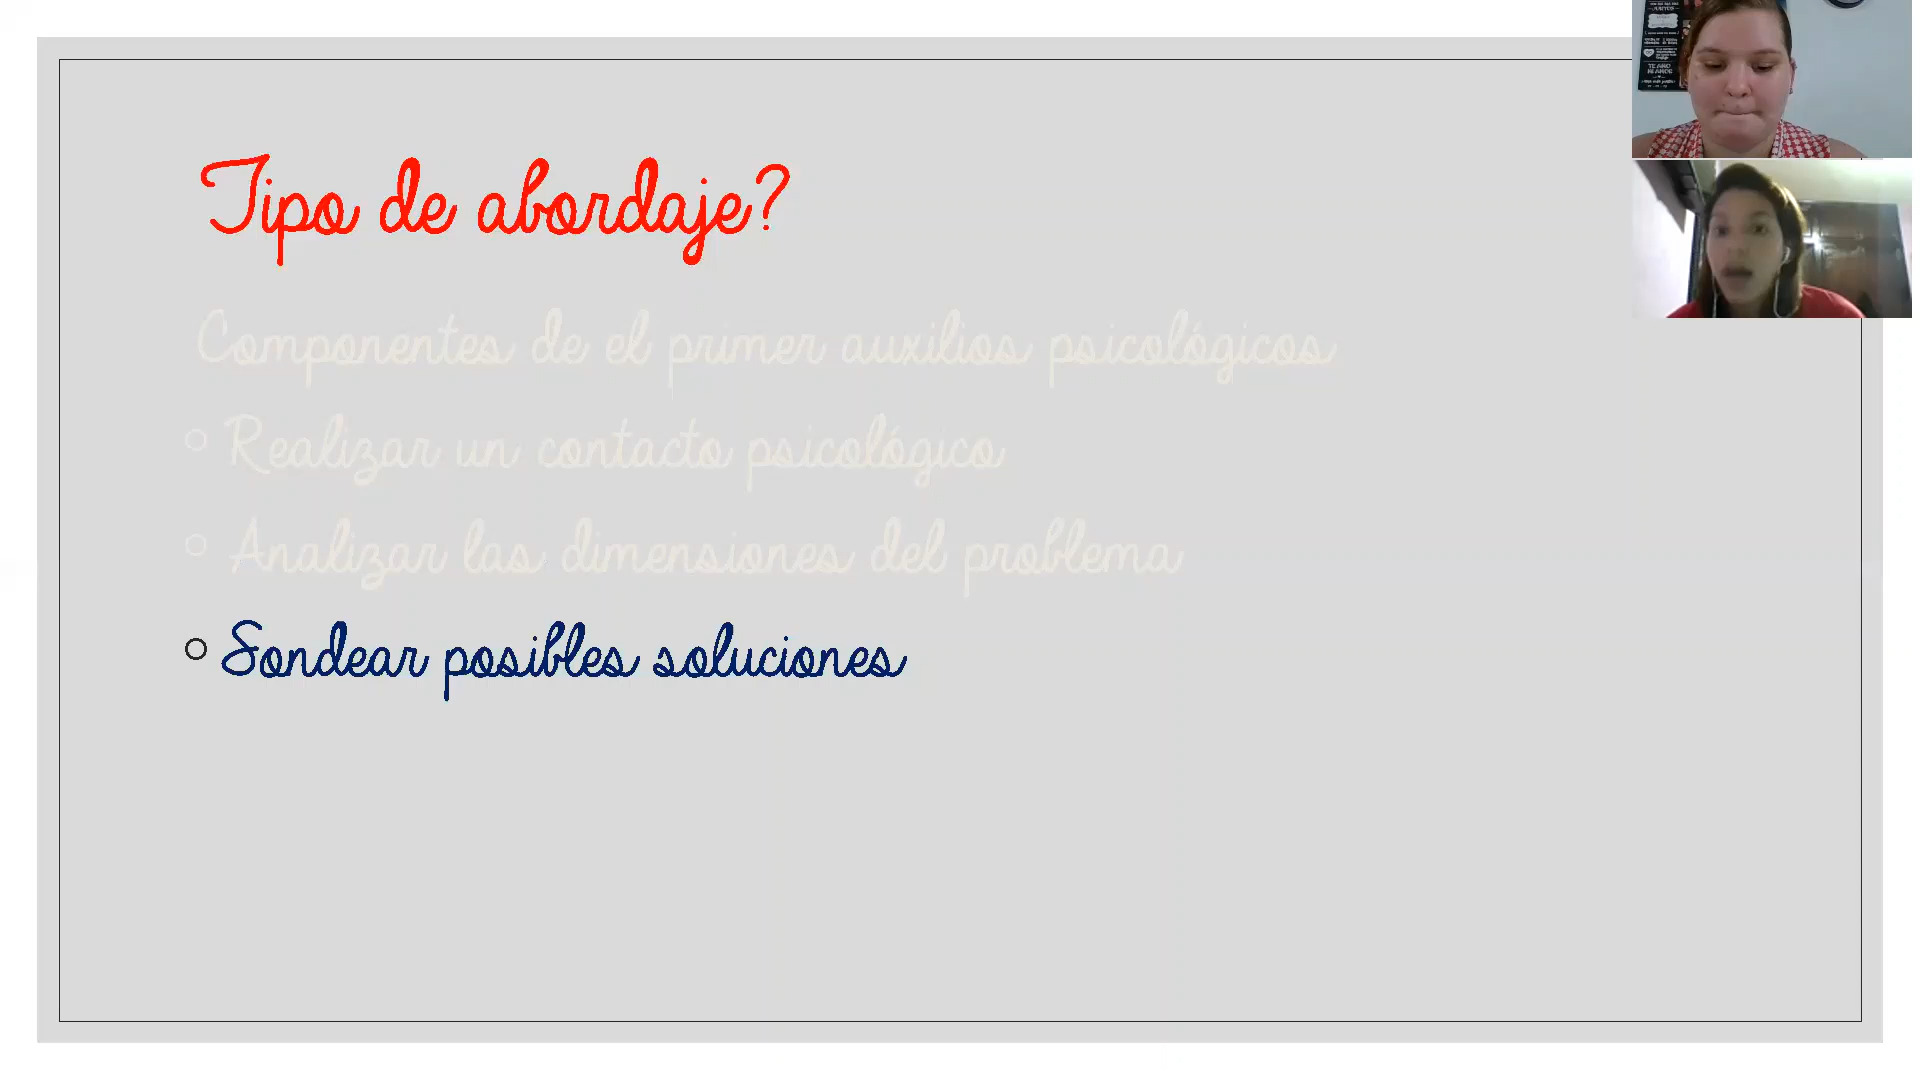 Tipo de abordaje?
Componentes de el primer auxilios psicológicos
Realizar un contacto psicológico
Analizar las dimensiones del problema
Sondear posibles soluciones